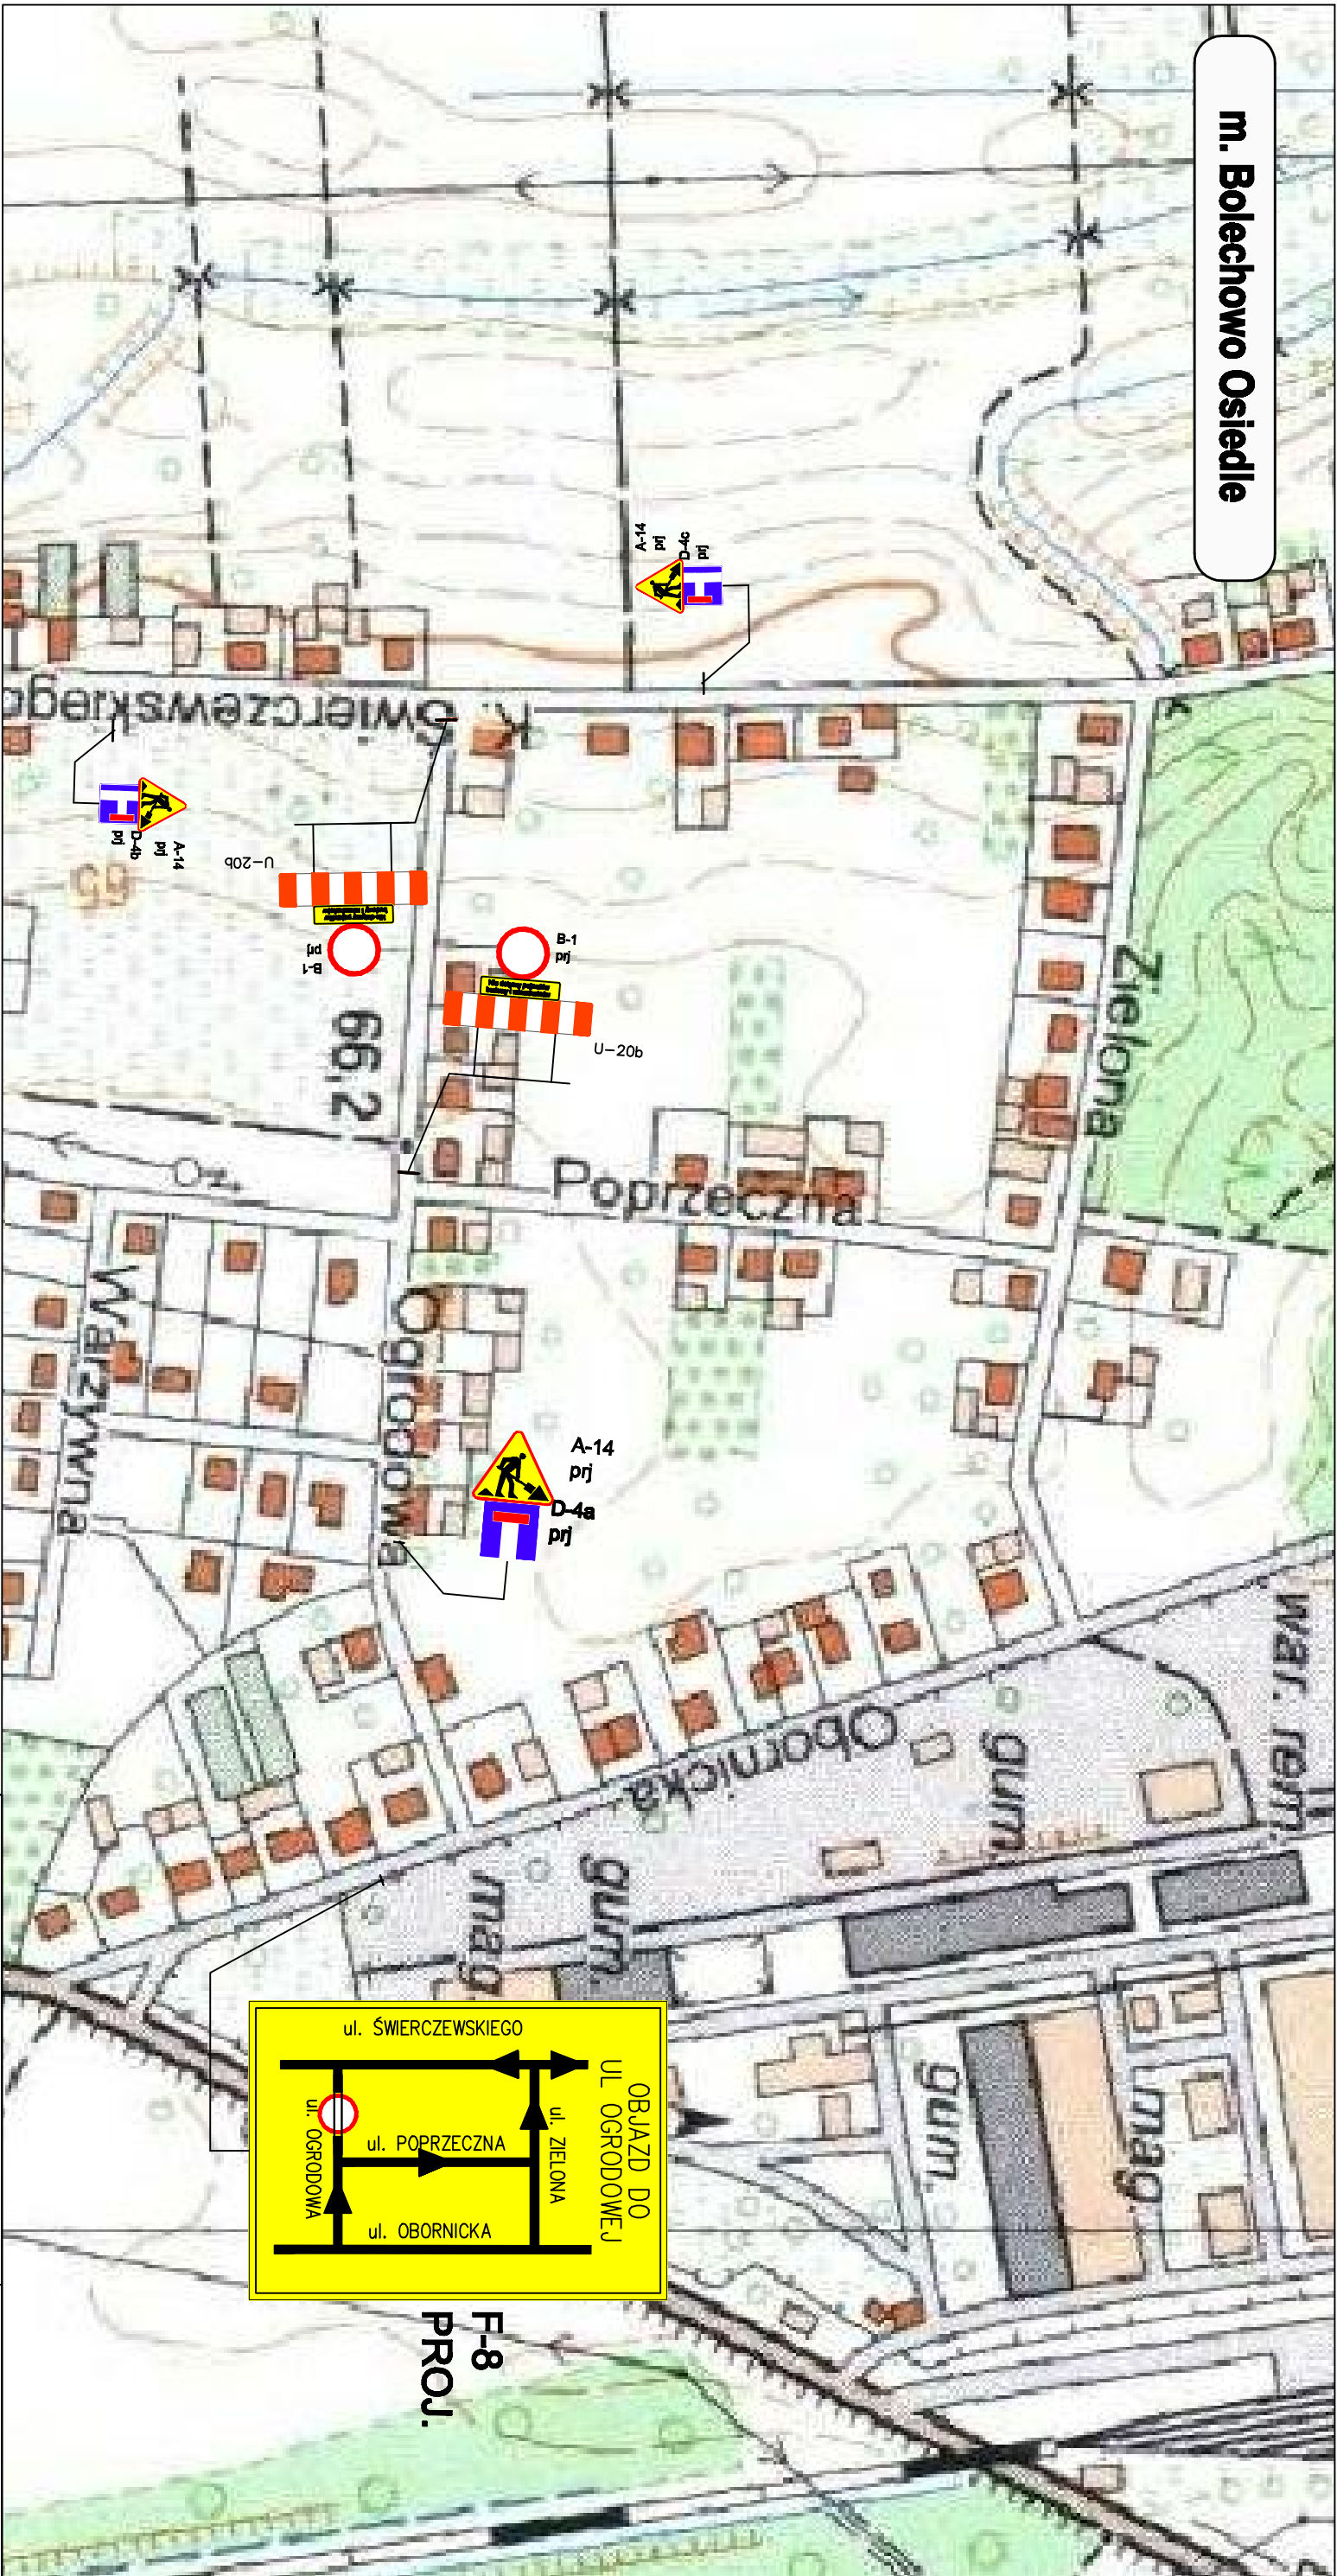 m. Bolechowo Osiedle
A-14
prj
D-4c
prj
K. Świerczewskiego
A-14
prj
D-4b
prj
65
U-20b
B-1
prj
B-1
prj
U-20b
66,2
Zielona
Poprzeczna
Ogrodowa
Warzywna
A-14
prj
D-4a
prj
Obornicka
war. rem.
gum.
gum.
mag.
gum.
mag.
OBJAZD DO
UL OGRODOWEJ
ul. ŚWIERCZEWSKIEGO
ul. ZIELONA
ul. POPRZECZNA
ul. OGRODOWA
ul. OBORNICKA
F-8
PROJ.